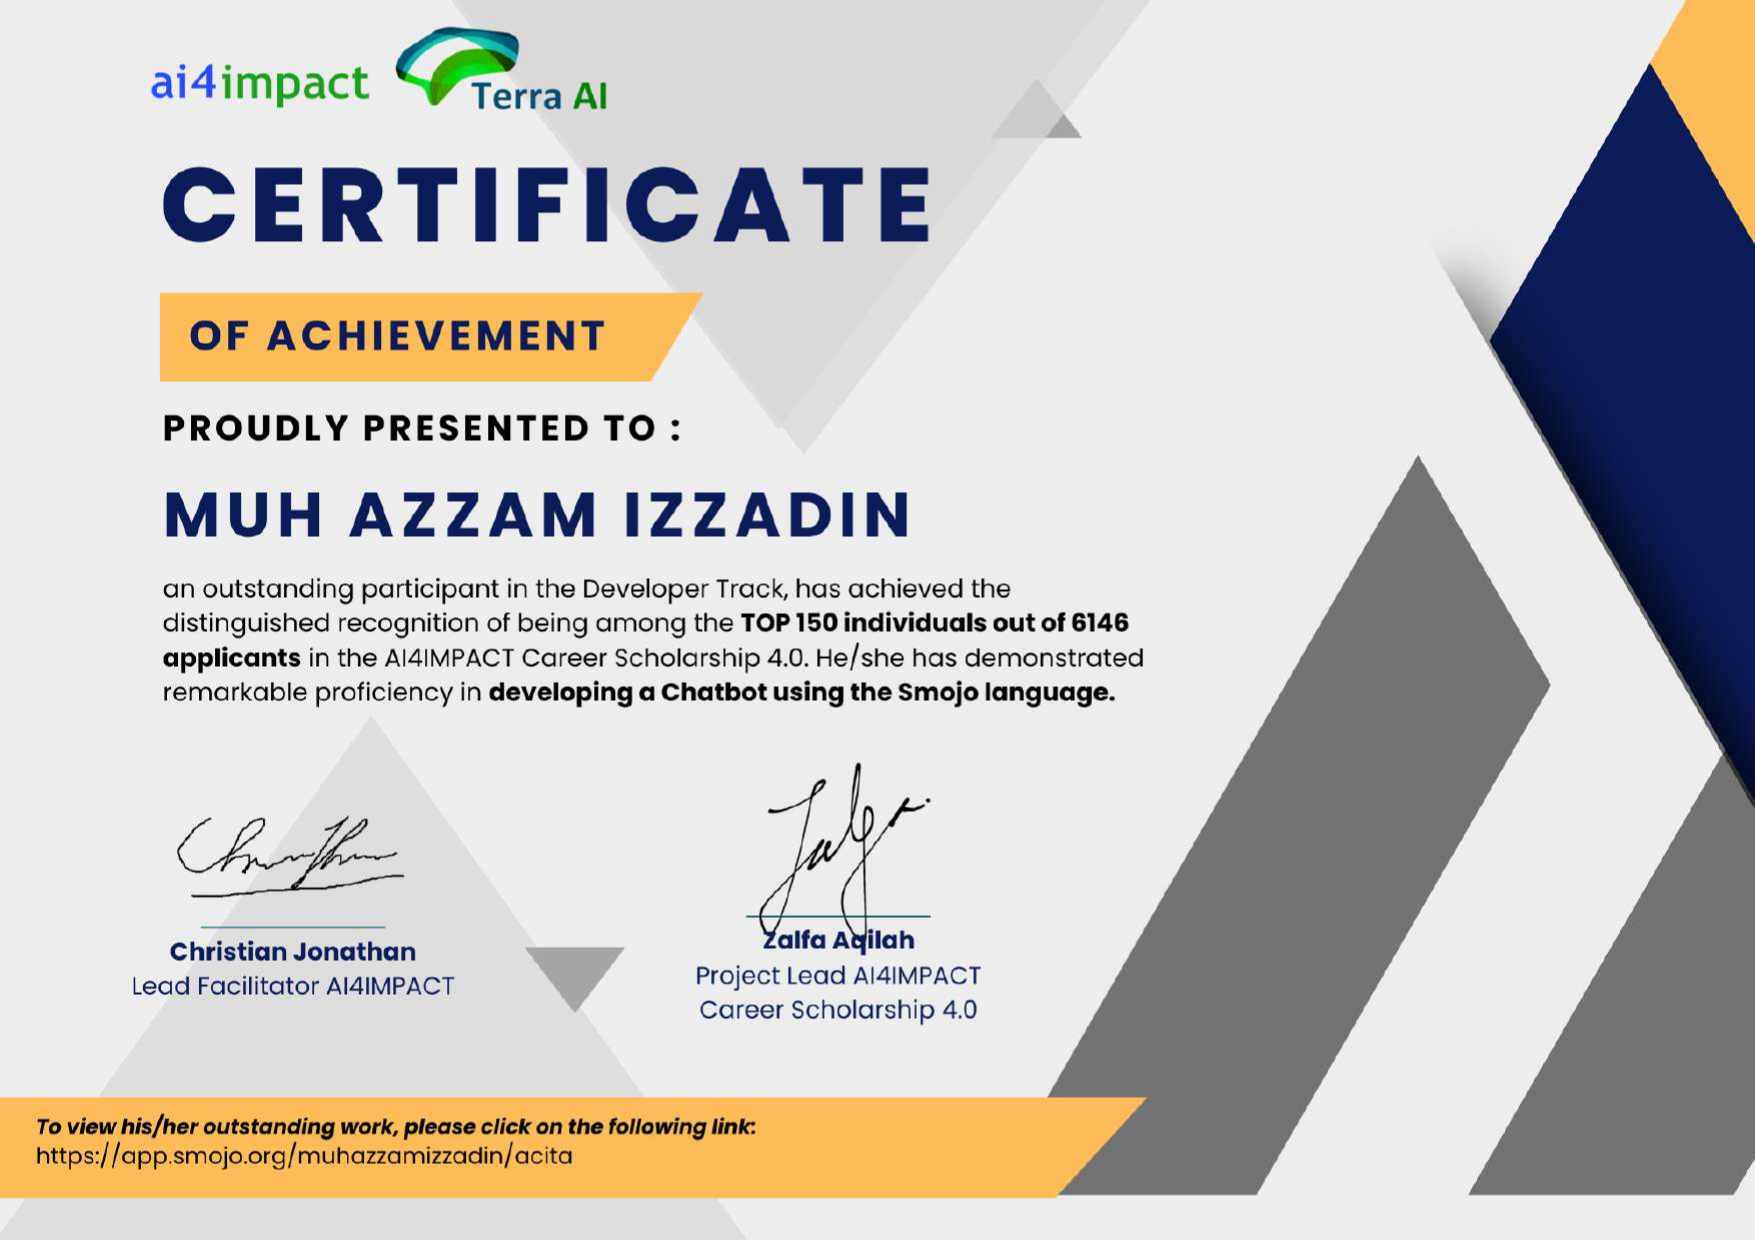 ai4impact
Terra AI
CERTIFICATE
OF ACHIEVEMENT
PROUDLY PRESENTED TO :
MUH AZZAM IZZADIN
an outstanding participant in the Developer Track, has achieved the
distinguished recognition of being among the TOP 150 individuals out of 6146
applicants in the AI4IMPACT Career Scholarship 4.0. He/she has demonstrated
remarkable proficiency in developing a Chatbot using the Smojo language.
Christian Jonathan
Lead Facilitator AI4IMPACT
Zalfa Aqilah
Project Lead AI4IMPACT
Career Scholarship 4.0
To view his/her outstanding work, please click on the following link:
https://app.smojo.org/muhazzamizzadin/acita